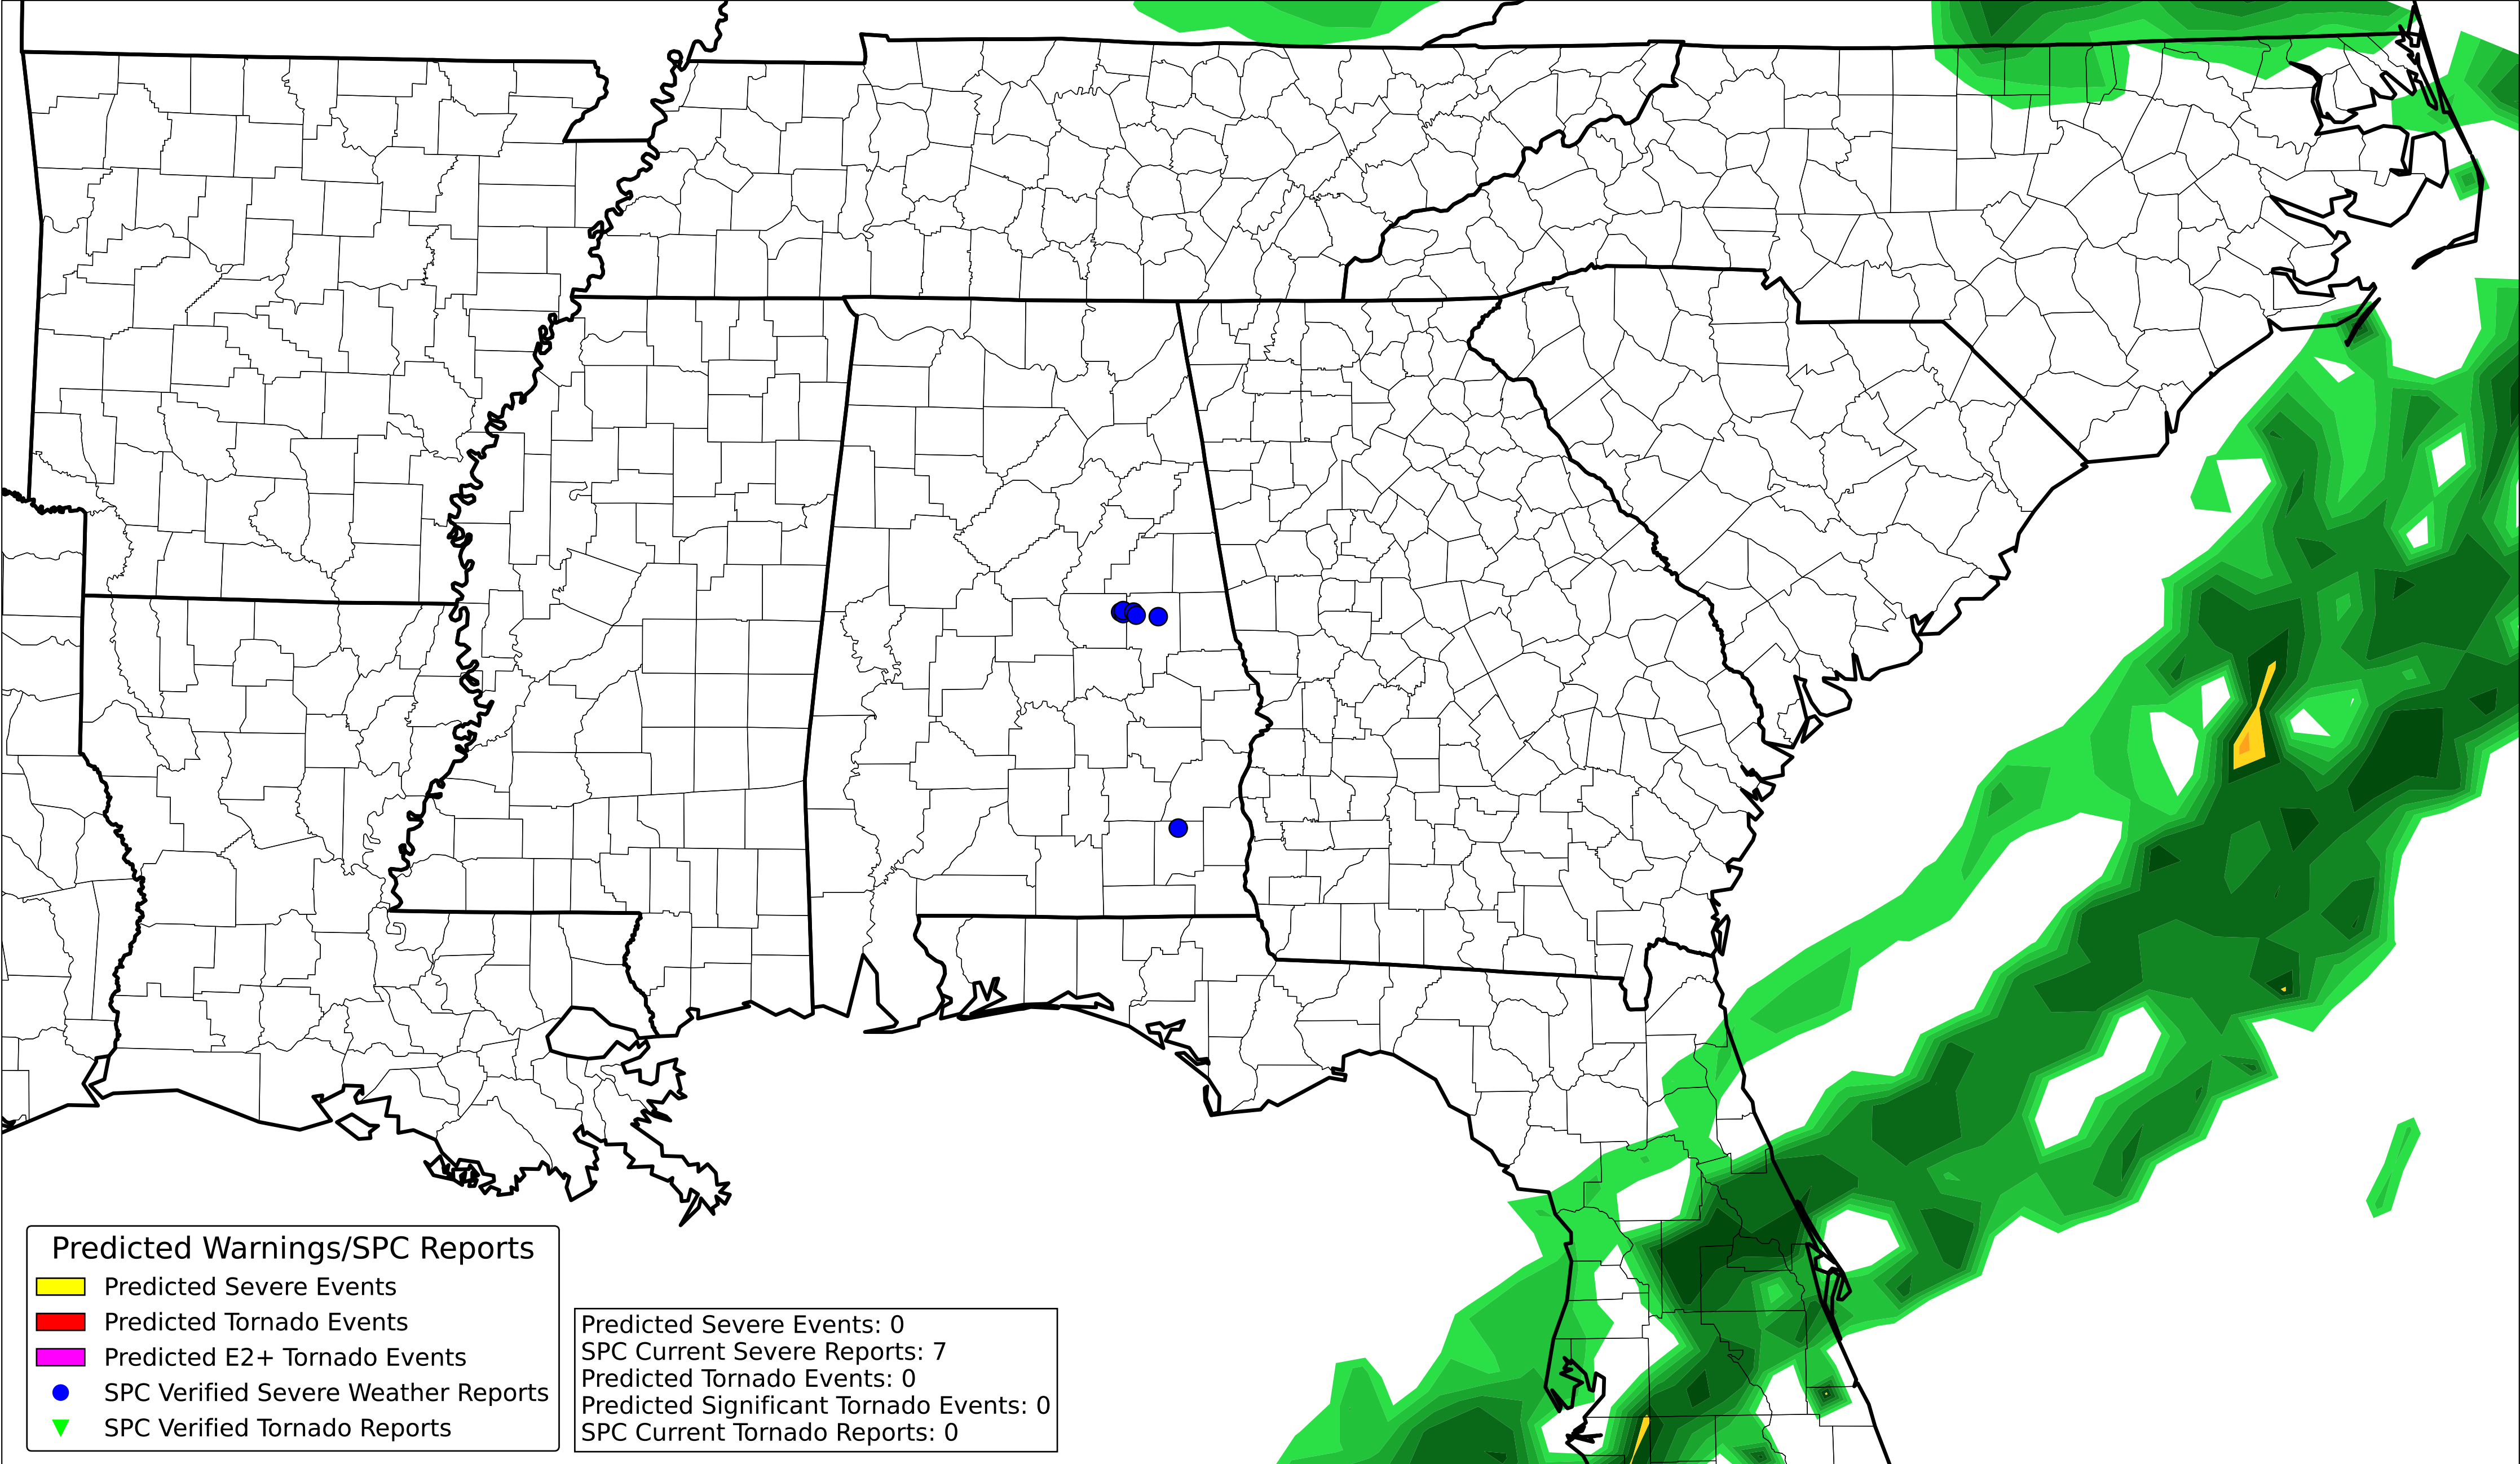 Predicted Warnings/SPC Reports
Predicted Severe Events
Predicted Tornado Events
Predicted E2+ Tornado Events
SPC Verified Severe Weather Reports
SPC Verified Tornado Reports
Predicted Severe Events: 0
SPC Current Severe Reports: 7
Predicted Tornado Events: 0
Predicted Significant Tornado Events: 0
SPC Current Tornado Reports: 0